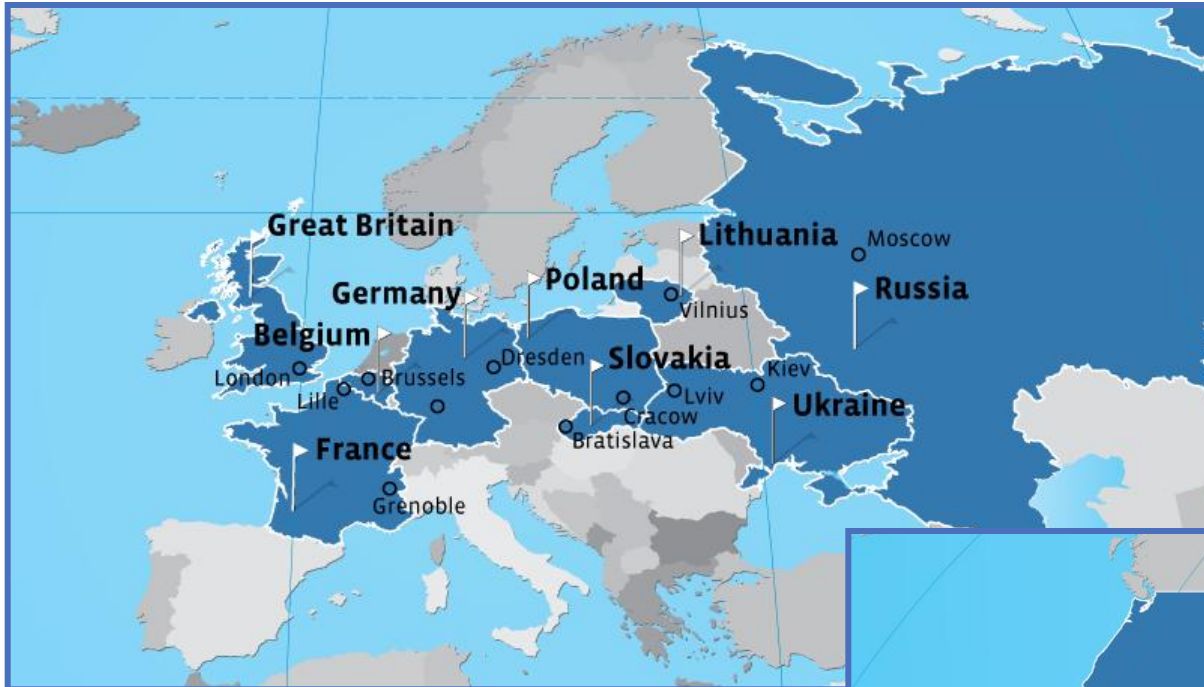 Great Britain
Lithuania
Moscow
Poland
Germany
Russia
Vilnius
Belgium
Dresden
Slovakia
Kiev
London
Brussels
Lille
Lviv
Ukraine
Cracow
Bratislava
France
Grenoble